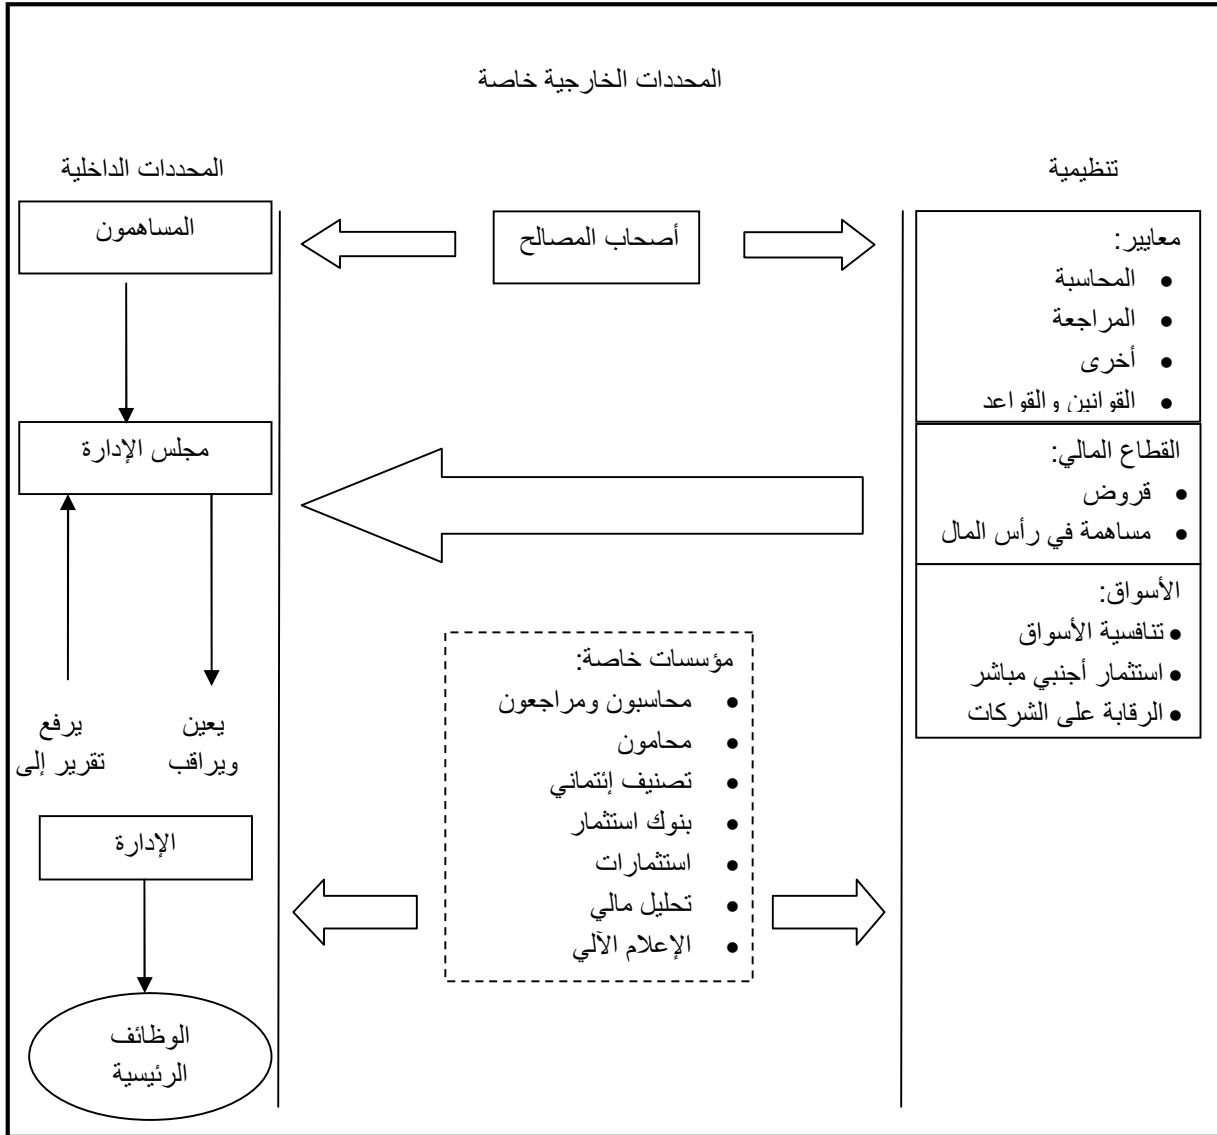 المحددات الخارجية خاصة
تنظيمية
معايير:
• المحاسبة
• المراجعة
• أخرى
• القوانين والقواعد
القطاع المالي:
• قروض
• مساهمة في رأس المال
الأسواق:
• تنافسية الأسواق
• استثمار أجنبي مباشر
• الرقابة على الشركات
أصحاب المصالح
مؤسسات خاصة:
• محاسبون ومراجعون
• محامون
• تصنيف إئتماني
• بنوك استثمار
• استثمارات
• تحليل مالي
• الإعلام الآلي
المحددات الداخلية
المساهمون
مجلس الإدارة
يعين
ويراقب
يرفع
تقرير إلى
الإدارة
الوظائف
الرئيسية